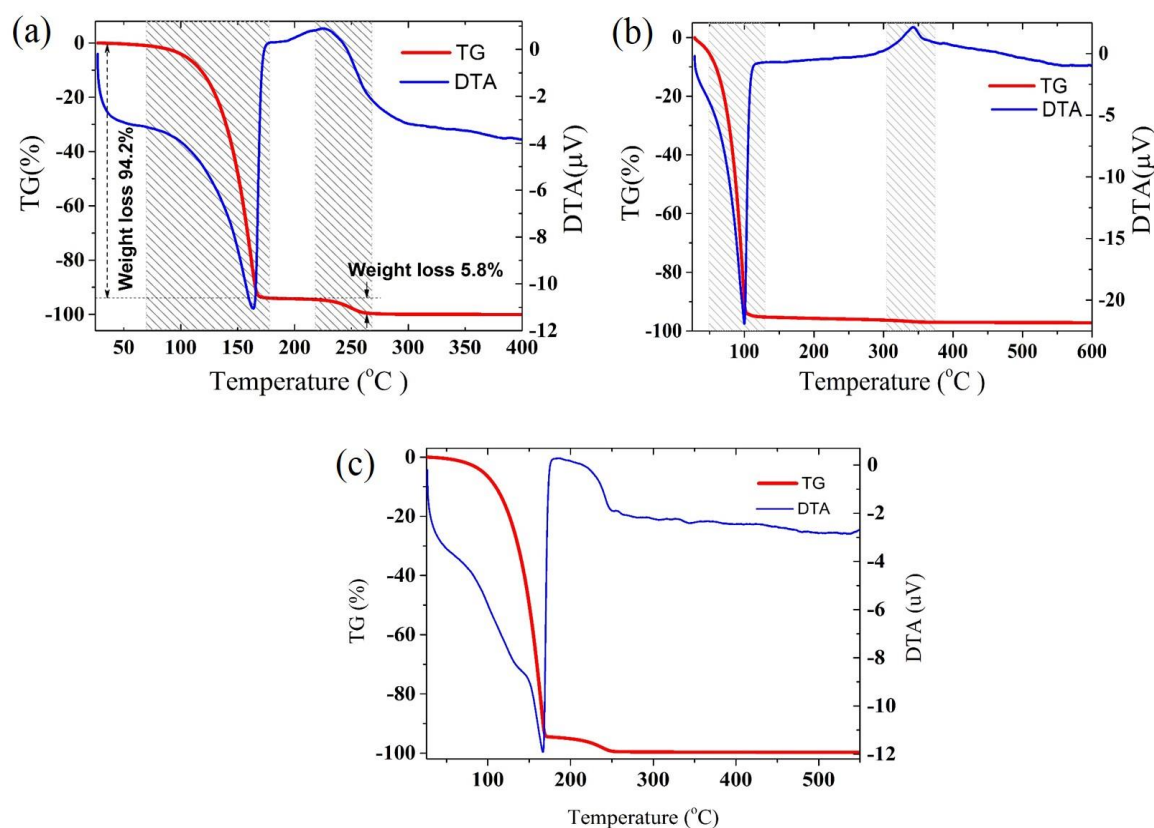 (a)
TG
DTA
Weight loss 94.2%
Weight loss 5.8%
0
-20
-40
-60
-80
-100
TG(%)
0
-2
-4
-6
-8
-10
-12
DTA(μV)
50 100 150 200 250 300 350 400
Temperature (°C )
(b)
TG
DTA
0
-20
-40
-60
-80
-100
TG(%)
0
-5
-10
-15
-20
DTA(μV)
100 200 300 400 500 600
Temperature (°C )
(c)
TG
DTA
0
-20
-40
-60
-80
-100
TG (%)
0
-2
-4
-6
-8
-10
-12
DTA (uV)
100 200 300 400 500
Temperature (°C)